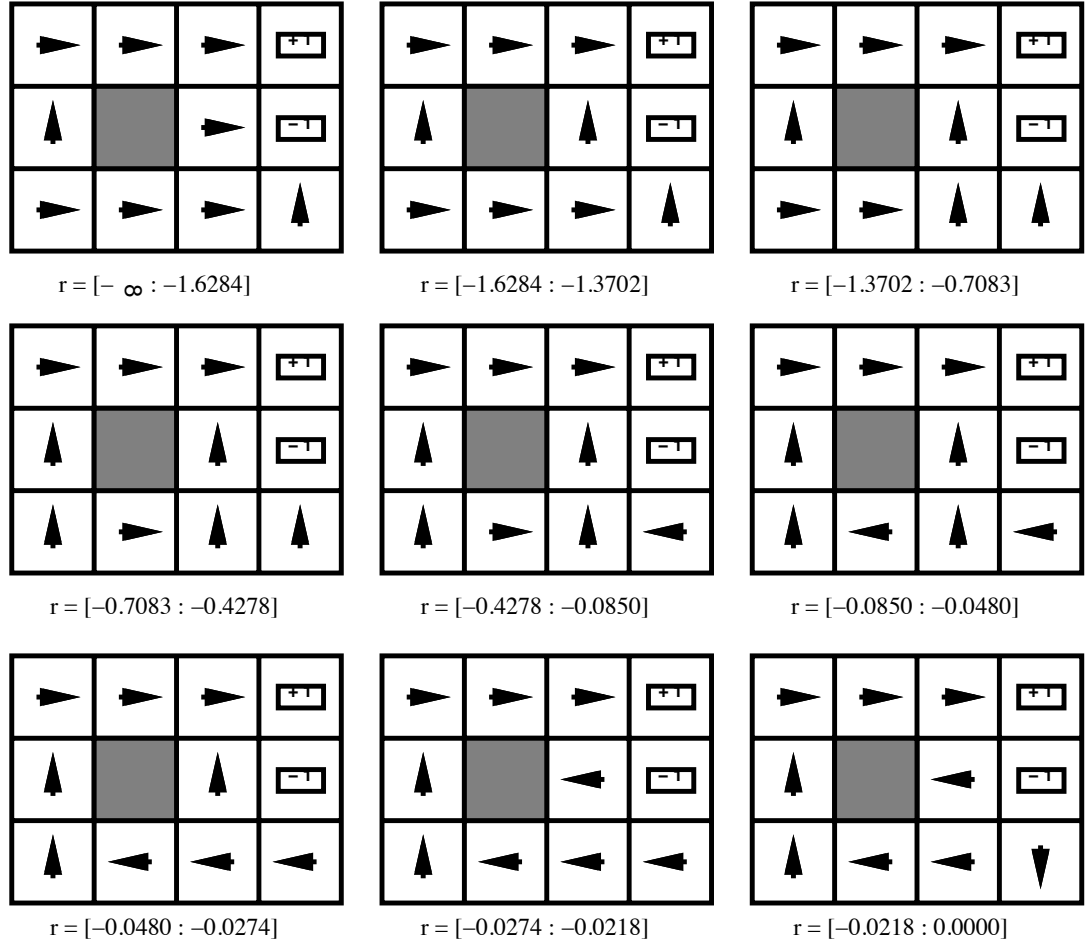 +1 +1 +1
−1 −1 −1
r = [− ∞ : −1.6284] r = [−1.6284 : −1.3702] r = [−1.3702 : −0.7083]
+1 +1 +1
−1 −1 −1
r = [−0.7083 : −0.4278] r = [−0.4278 : −0.0850] r = [−0.0850 : −0.0480]
+1 +1 +1
−1 −1 −1
r = [−0.0480 : −0.0274] r = [−0.0274 : −0.0218] r = [−0.0218 : 0.0000]